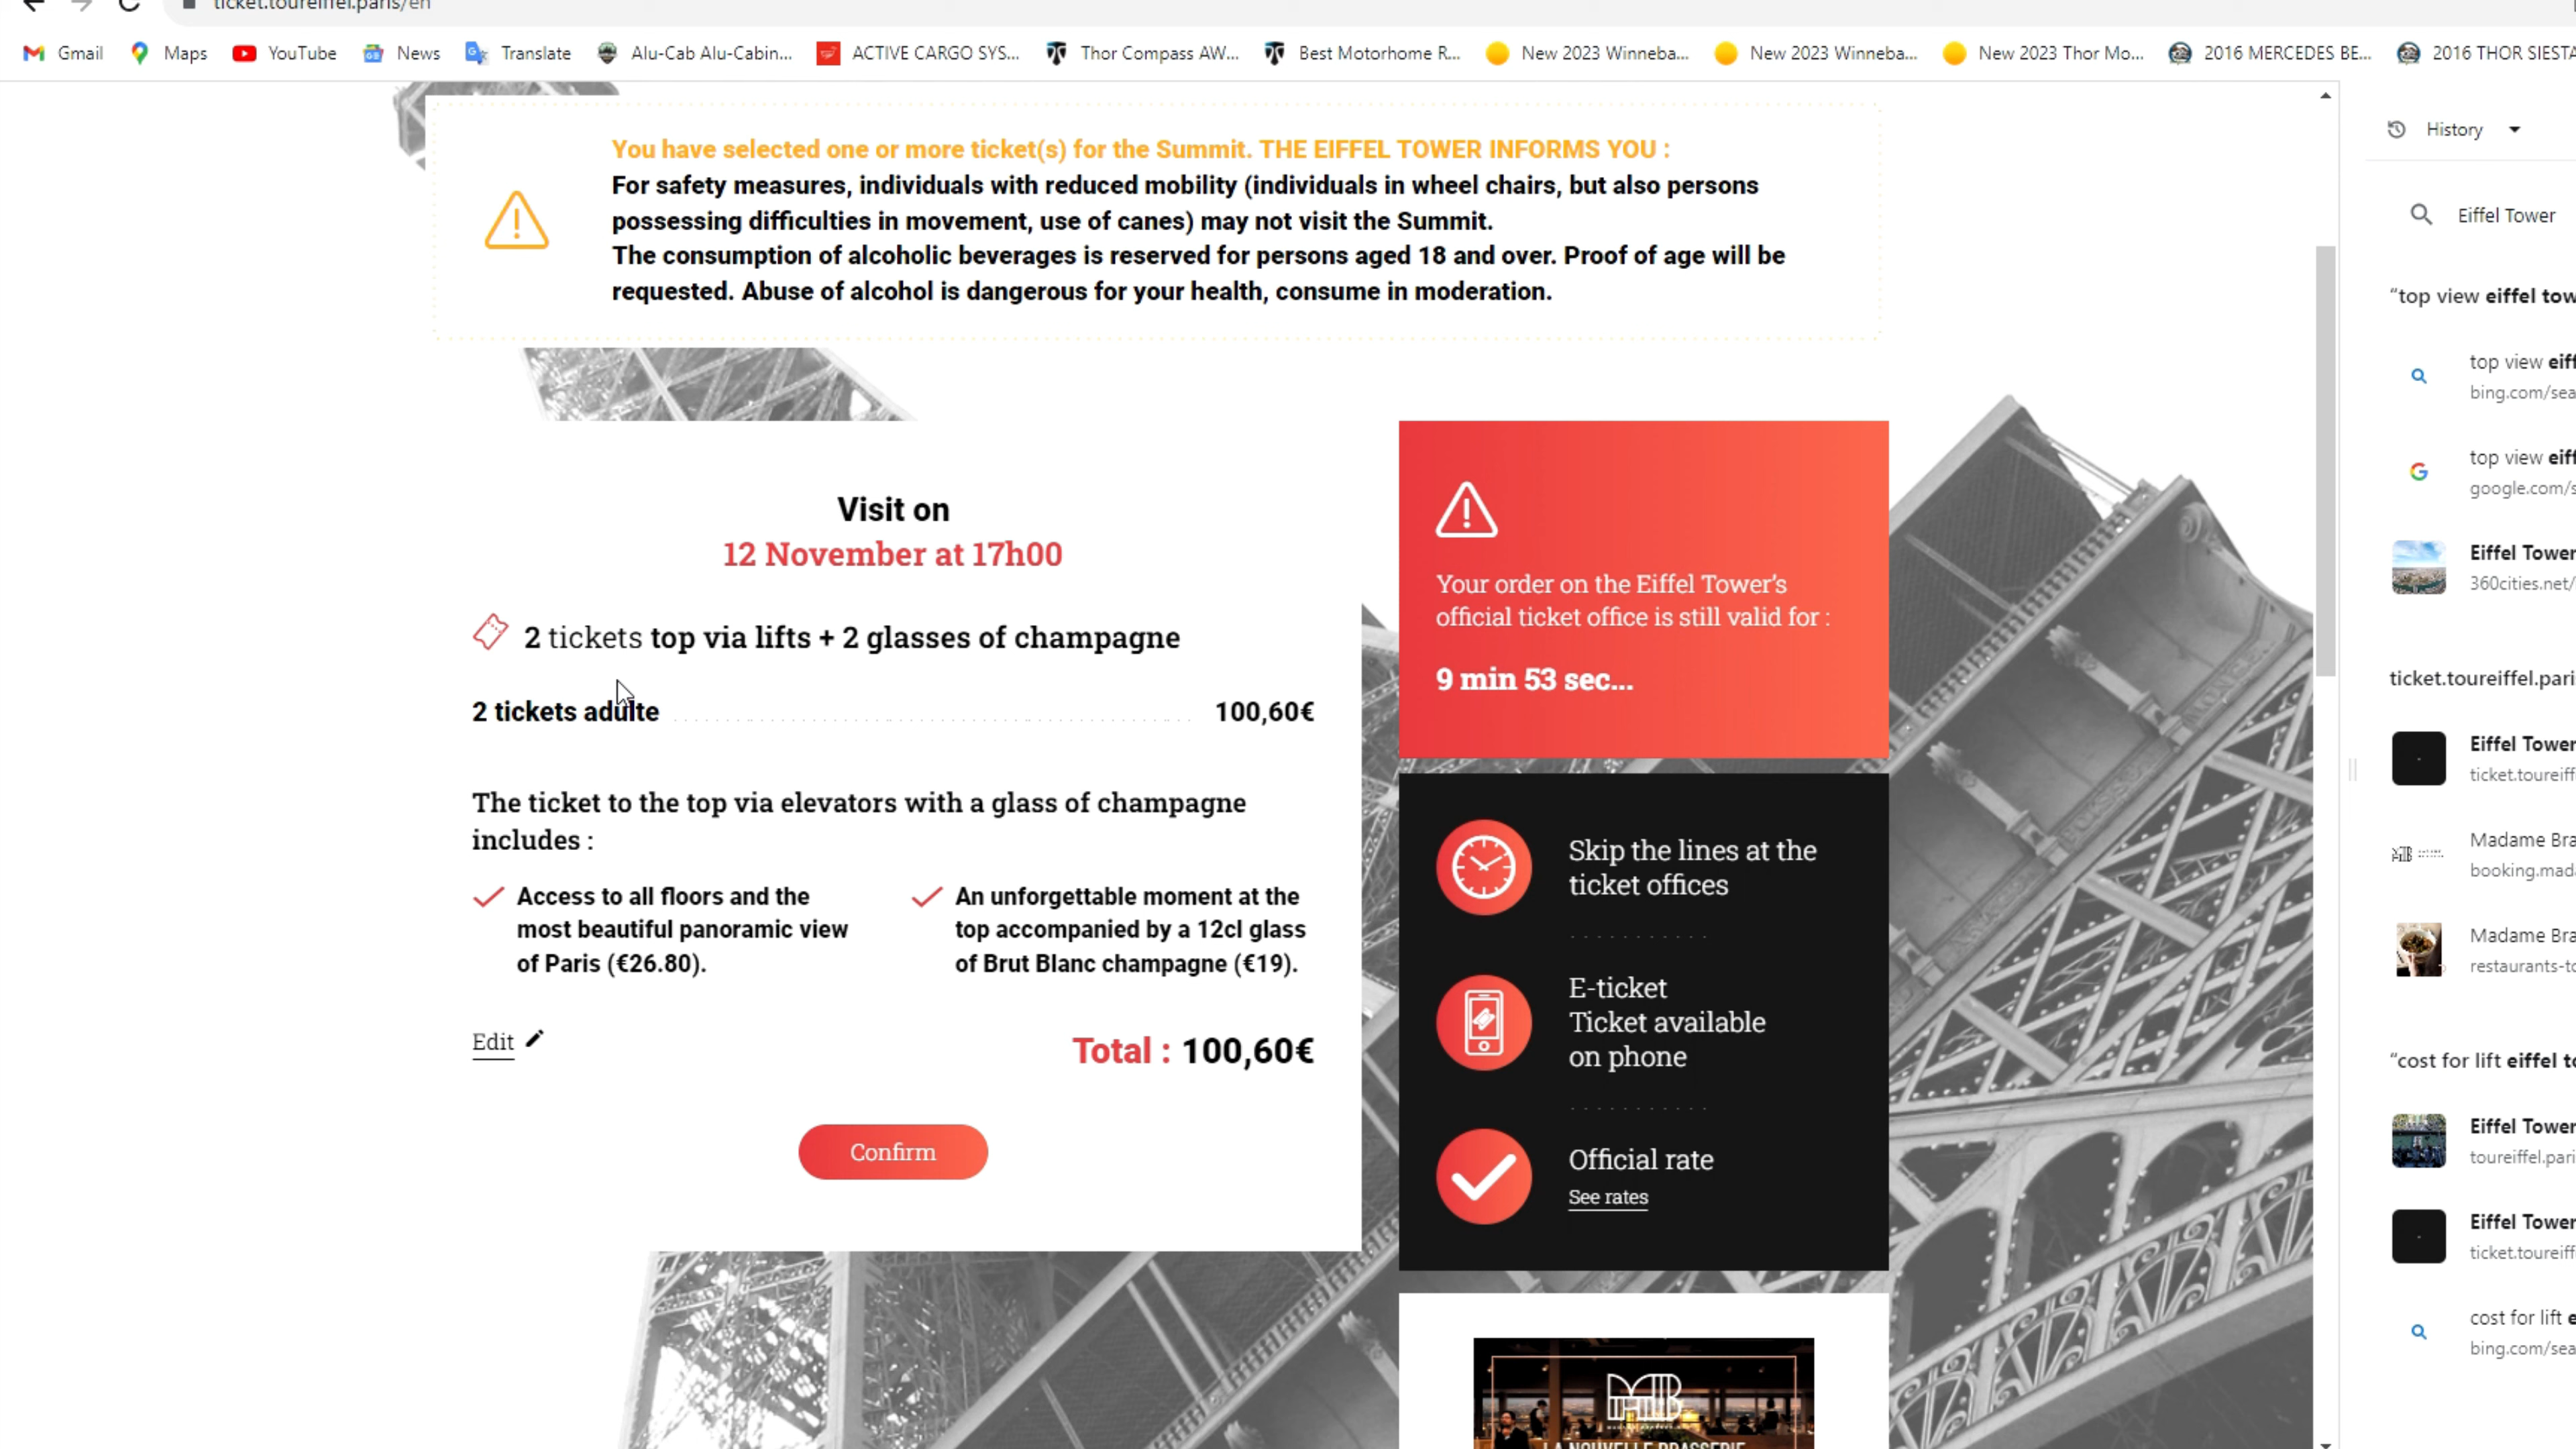 ticket.toureiffel.paris/en
Gmail Maps YouTube News Translate Alu-Cab Alu-Cabin... ACTIVE CARGO SYS... Thor Compass AW... Best Motorhome R... New 2023 Winneba... New 2023 Winneba... New 2023 Thor Mo... 2016 MERCEDES BE... 2016 THOR SIESTA
You have selected one or more ticket(s) for the Summit. THE EIFFEL TOWER INFORMS YOU :
For safety measures, individuals with reduced mobility (individuals in wheel chairs, but also persons
possessing difficulties in movement, use of canes) may not visit the Summit.
The consumption of alcoholic beverages is reserved for persons aged 18 and over. Proof of age will be
requested. Abuse of alcohol is dangerous for your health, consume in moderation.
Visit on
12 November at 17h00
2 tickets top via lifts + 2 glasses of champagne
2 tickets adulte 100,60€
The ticket to the top via elevators with a glass of champagne
includes :
Access to all floors and the
most beautiful panoramic view
of Paris (€26.80).
An unforgettable moment at the
top accompanied by a 12cl glass
of Brut Blanc champagne (€19).
Edit
Total : 100,60€
Confirm
Your order on the Eiffel Tower's
official ticket office is still valid for :
9 min 53 sec...
Skip the lines at the
ticket offices
E-ticket
Ticket available
on phone
Official rate
See rates
MB
LA NOUVELLE BRASSERIE
History
Eiffel Tower
"top view eiffel tow
top view eiff
bing.com/sea
top view eiff
google.com/s
Eiffel Tower
360cities.net/
ticket.toureiffel.pari
Eiffel Tower
ticket.toureiff
Madame Bra
booking.mad
Madame Bra
restaurants-to
"cost for lift eiffel to
Eiffel Tower
toureiffel.pari
Eiffel Tower
ticket.toureiff
cost for lift e
bing.com/sea